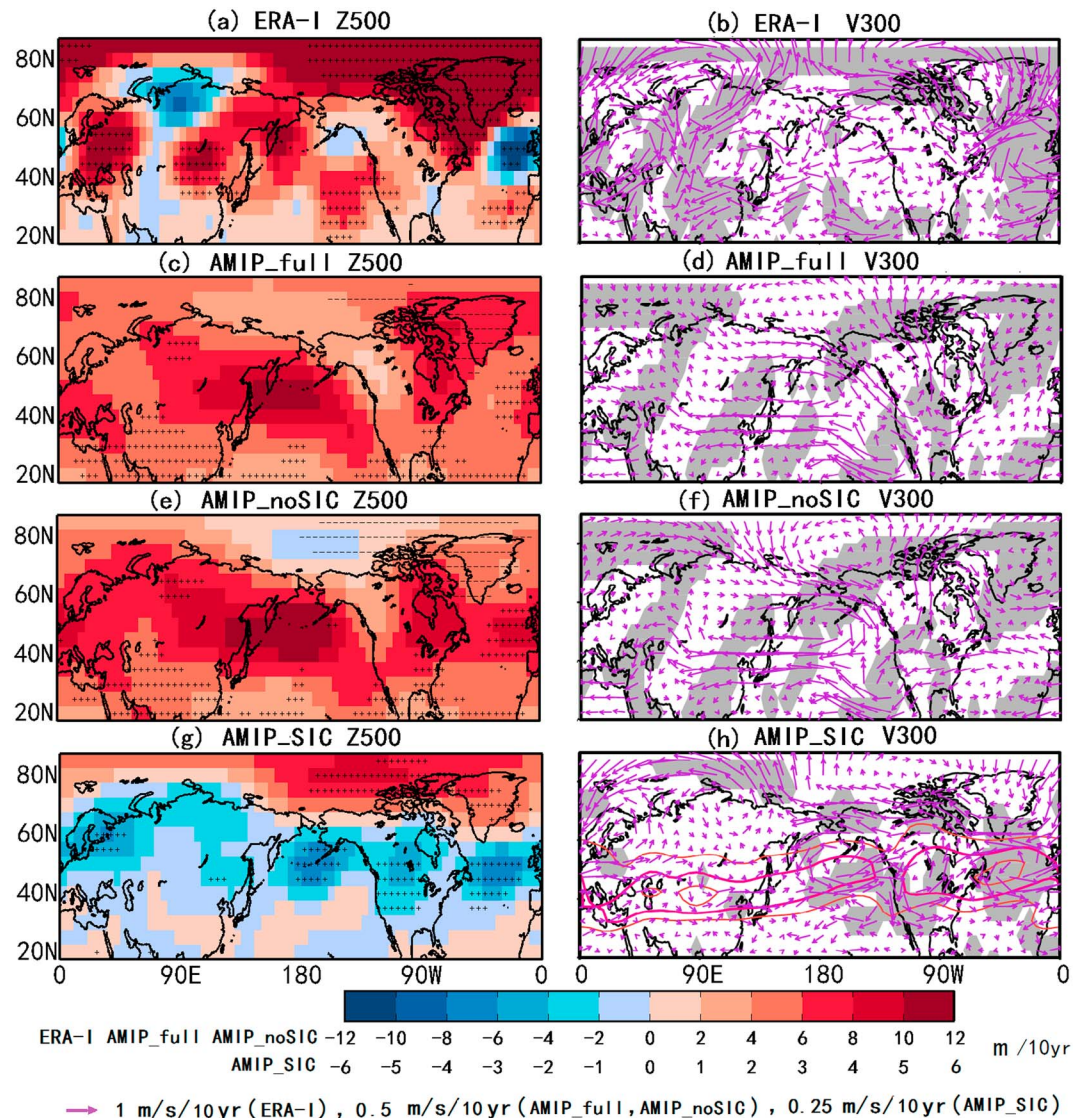 (a) ERA-I Z500
(b) ERA-I V300
80N
60N
40N
20N
(c) AMIP_full Z500
(d) AMIP_full V300
80N
60N
40N
20N
(e) AMIP_noSIC Z500
(f) AMIP_noSIC V300
80N
60N
40N
20N
(g) AMIP_SIC Z500
(h) AMIP_SIC V300
80N
60N
40N
20N
0 90E 180 90W 0
0 90E 180 90W 0
ERA-I AMIP_full AMIP_noSIC -12 -10 -8 -6 -4 -2 0 2 4 6 8 10 12
m /10yr
AMIP_SIC -6 -5 -4 -3 -2 -1 0 1 2 3 4 5 6
1 m/s/10yr(ERA-I), 0.5 m/s/10yr(AMIP_full,AMIP_noSIC), 0.25 m/s/10yr(AMIP_SIC)